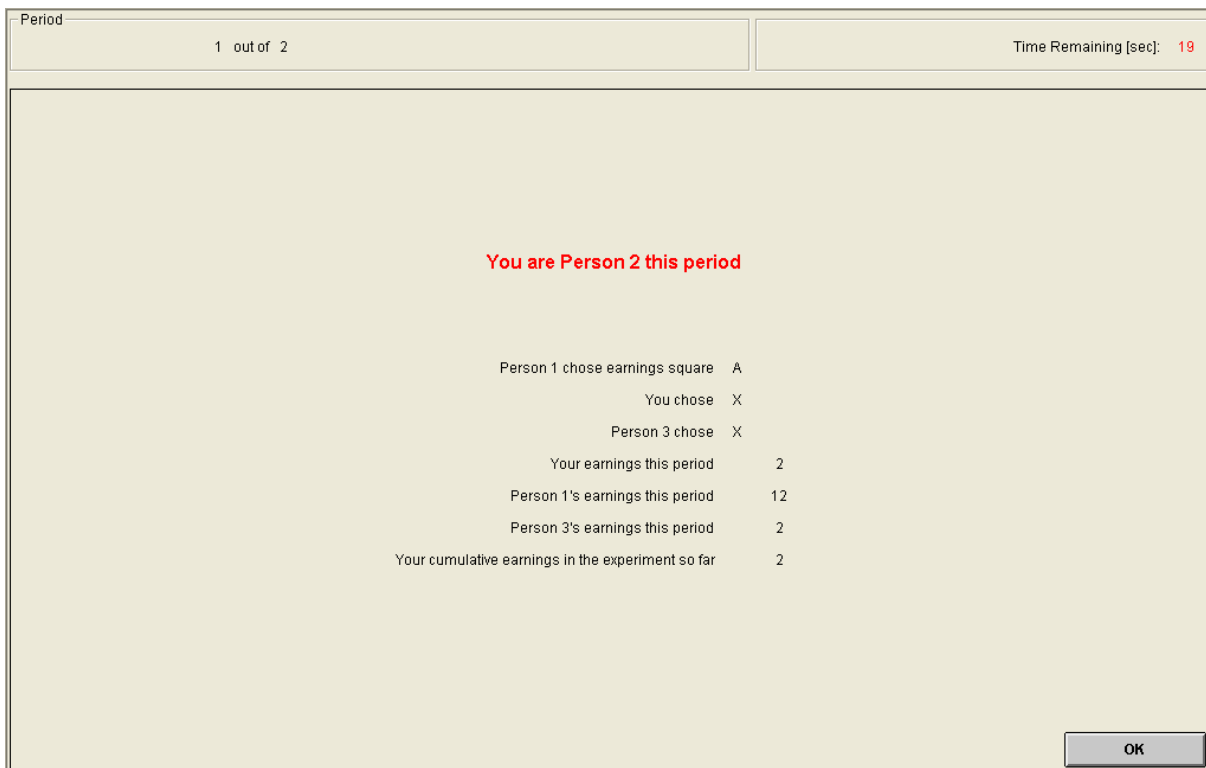 Period
1 out of 2
Time Remaining [sec]: 19
You are Person 2 this period
Person 1 chose earnings square A
You chose X
Person 3 chose X
Your earnings this period 2
Person 1's earnings this period 12
Person 3's earnings this period 2
Your cumulative earnings in the experiment so far 2
OK